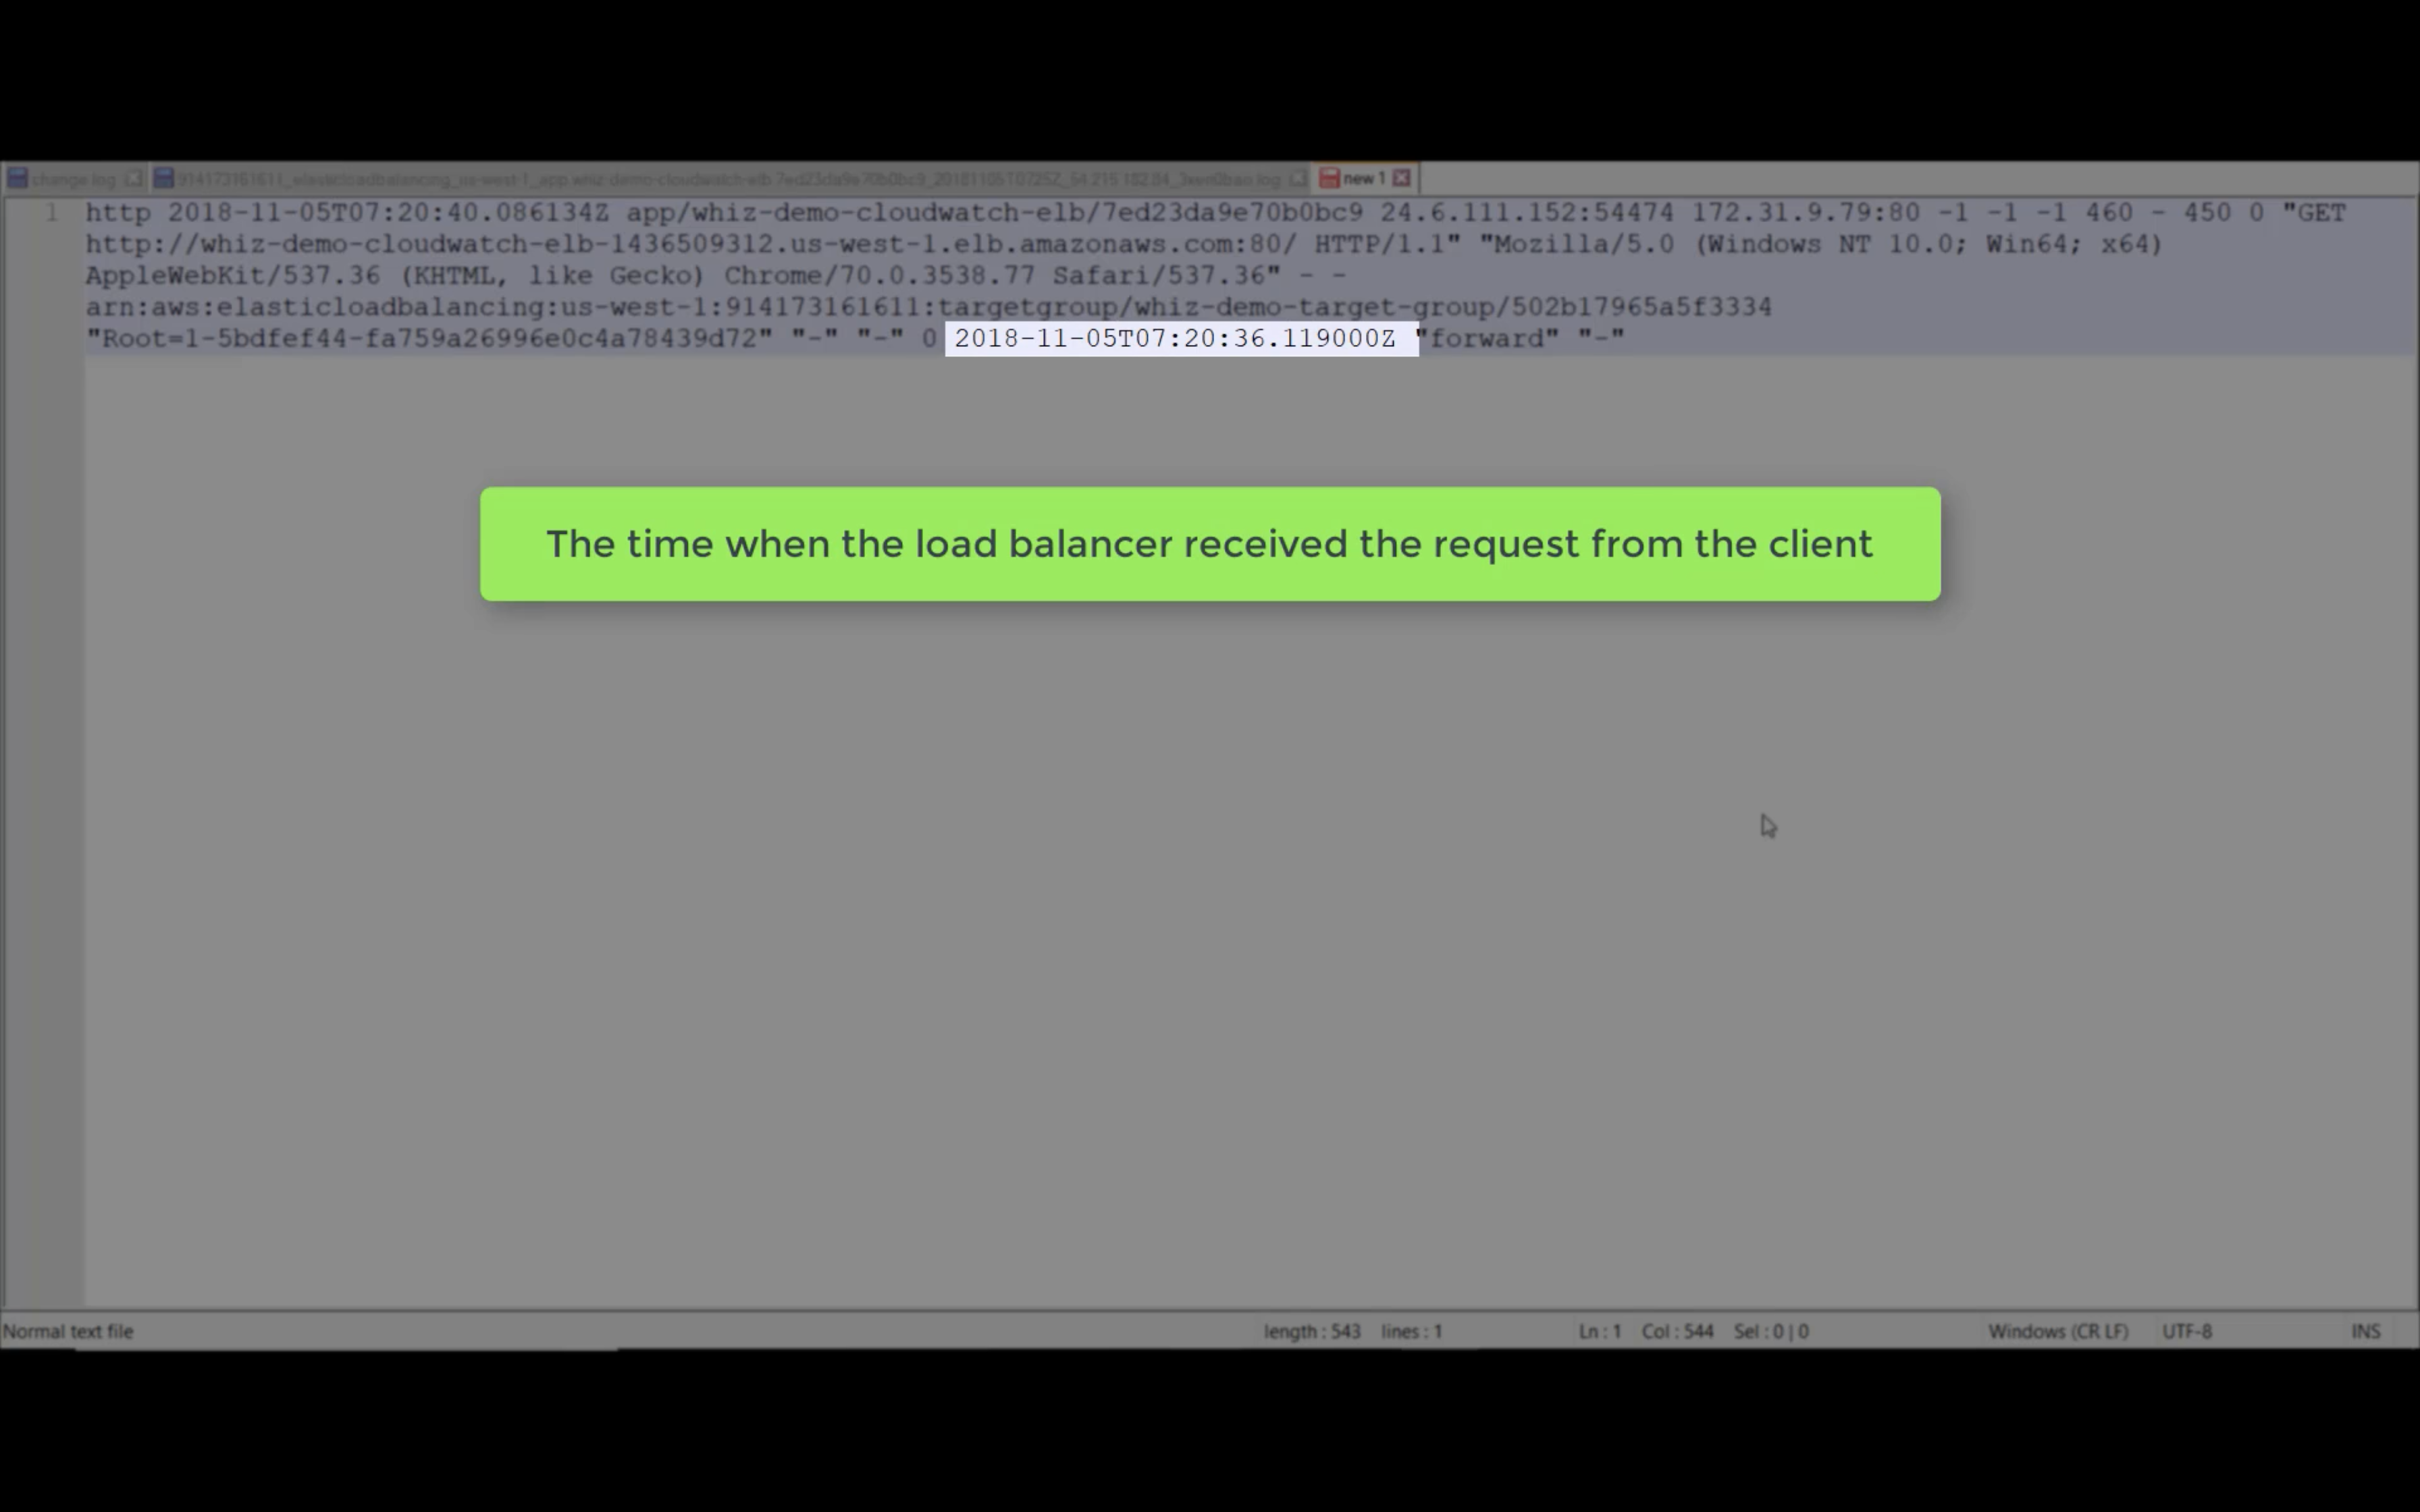 change.log
new 1
1 http 2018-11-05T07:20:40.086134Z app/whiz-demo-cloudwatch-elb/7ed23da9e70b0bc9 24.6.111.152:54474 172.31.9.79:80 -1 -1 -1 460 - 450 0 "GET
http://whiz-demo-cloudwatch-elb-1436509312.us-west-1.elb.amazonaws.com:80/ HTTP/1.1" "Mozilla/5.0 (Windows NT 10.0; Win64; x64)
AppleWebKit/537.36 (KHTML, like Gecko) Chrome/70.0.3538.77 Safari/537.36" - -
arn:aws:elasticloadbalancing:us-west-1:914173161611:targetgroup/whiz-demo-target-group/502b17965a5f3334
"Root=1-5bdfef44-fa759a26996e0c4a78439d72" "-" "-" 0 2018-11-05T07:20:36.119000Z "forward" "-"
The time when the load balancer received the request from the client
Normal text file length : 543 lines : 1 Ln : 1 Col : 544 Sel : 0 | 0 Windows (CR LF) UTF-8 INS